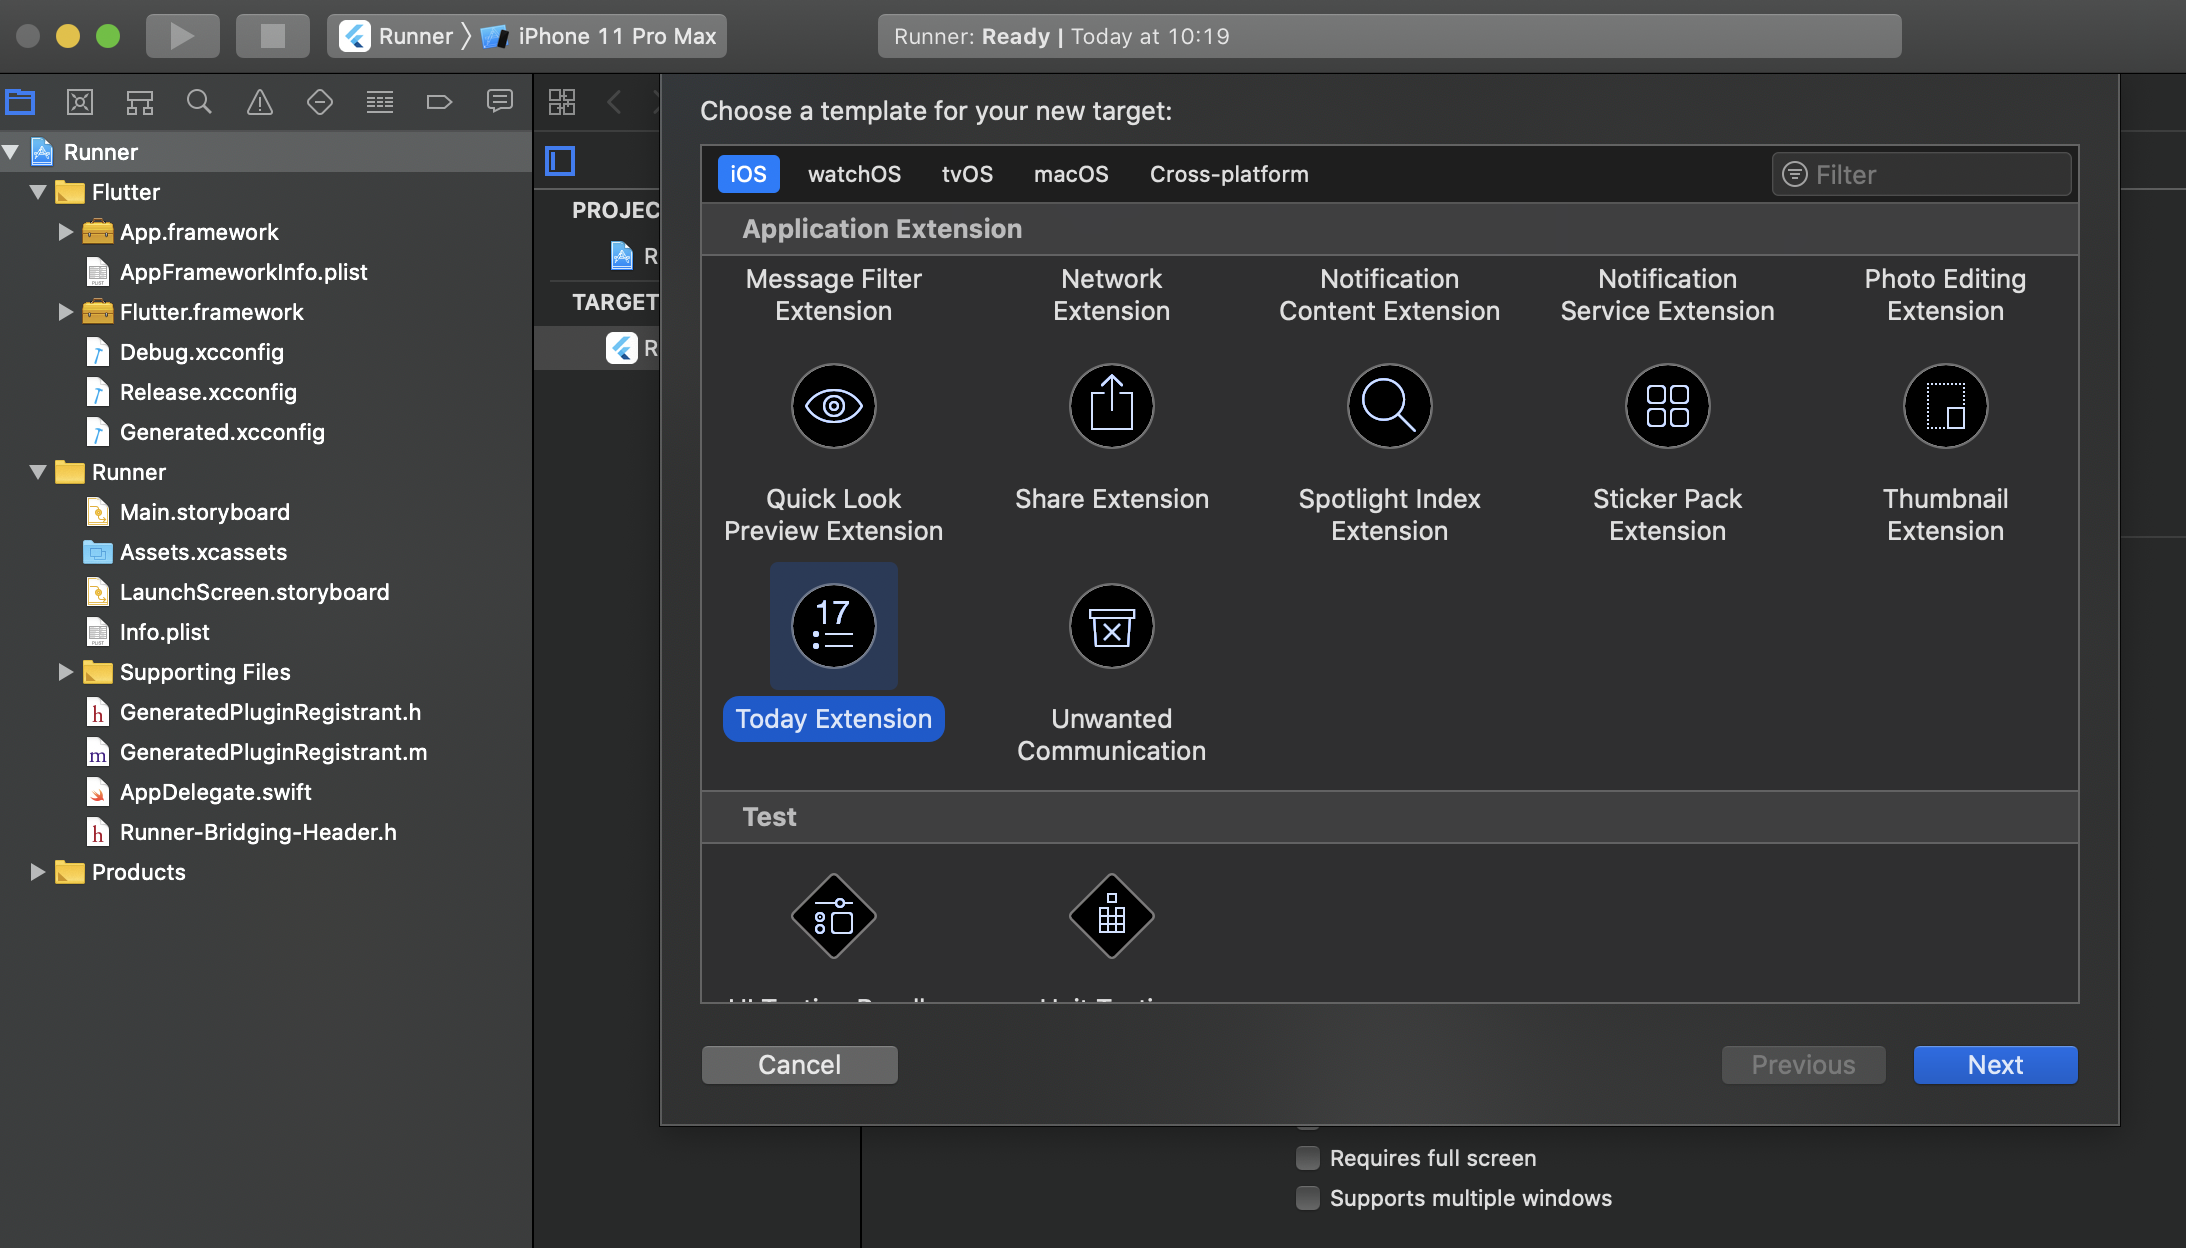 Runner
iPhone 11 Pro Max
Runner: Ready | Today at 10:19
Runner
Flutter
App.framework
AppFrameworkInfo.plist
Flutter.framework
Debug.xcconfig
Release.xcconfig
Generated.xcconfig
Runner
Main.storyboard
Assets.xcassets
LaunchScreen.storyboard
Info.plist
Supporting Files
GeneratedPluginRegistrant.h
GeneratedPluginRegistrant.m
AppDelegate.swift
Runner-Bridging-Header.h
Products
PROJEC
R
TARGET
R
Choose a template for your new target:
iOS watchOS tvOS macOS Cross-platform
Filter
Application Extension
Message Filter
Extension
Network
Extension
Notification
Content Extension
Notification
Service Extension
Photo Editing
Extension
Quick Look
Preview Extension
Share Extension
Spotlight Index
Extension
Sticker Pack
Extension
Thumbnail
Extension
17
Today Extension
Unwanted
Communication
Test
Cancel
Previous
Next
Requires full screen
Supports multiple windows